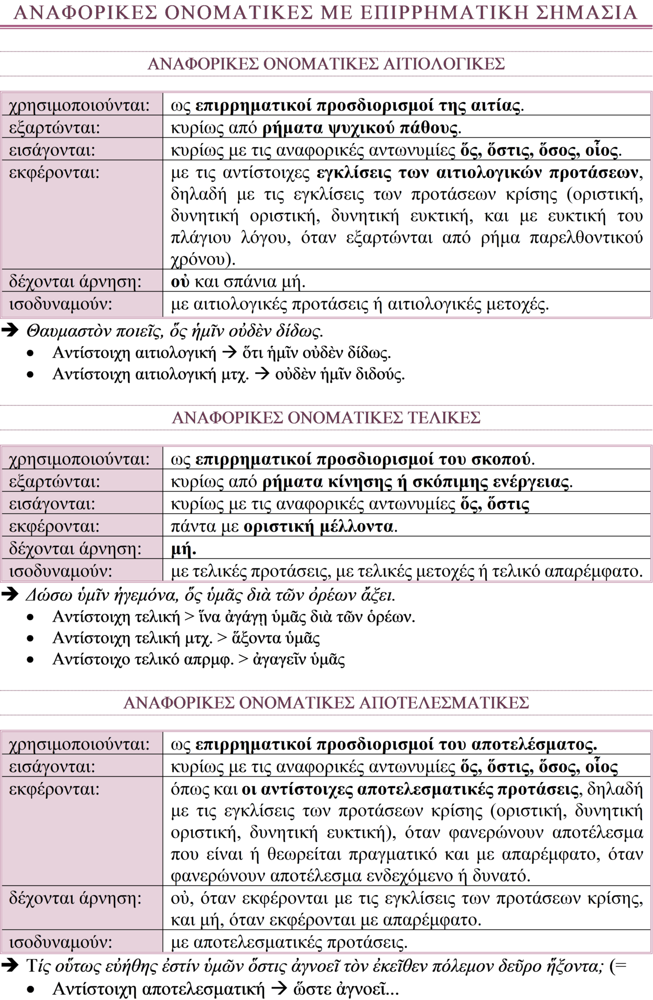 ΑΝΑΦΟΡΙΚΕΣ ΟΝΟΜΑΤΙΚΕΣ ΜΕ ΕΠΙΡΡΗΜΑΤΙΚΗ ΣΗΜΑΣΙΑ
ΑΝΑΦΟΡΙΚΕΣ ΟΝΟΜΑΤΙΚΕΣ ΑΙΤΙΟΛΟΓΙΚΕΣ
χρησιμοποιούνται: ως επιρρηματικοί προσδιορισμοί της αιτίας.
εξαρτώνται: κυρίως από ρήματα ψυχικού πάθους.
εισάγονται: κυρίως με τις αναφορικές αντωνυμίες ὅς, ὅστις, ὅσος, οἷος.
εκφέρονται: με τις αντίστοιχες εγκλίσεις των αιτιολογικών προτάσεων,
δηλαδή με τις εγκλίσεις των προτάσεων κρίσης (οριστική,
δυνητική οριστική, δυνητική ευκτική, και με ευκτική του
πλάγιου λόγου, όταν εξαρτώνται από ρήμα παρελθοντικού
χρόνου).
δέχονται άρνηση: οὐ και σπάνια μή.
ισοδυναμούν: με αιτιολογικές προτάσεις ή αιτιολογικές μετοχές.
➔ Θαυμαστὸν ποιεῖς, ὅς ἡμῖν οὐδὲν δίδως.
• Αντίστοιχη αιτιολογική → ὅτι ἡμῖν οὐδὲν δίδως.
• Αντίστοιχη αιτιολογική μτχ. → οὐδὲν ἡμῖν διδούς.
ΑΝΑΦΟΡΙΚΕΣ ΟΝΟΜΑΤΙΚΕΣ ΤΕΛΙΚΕΣ
χρησιμοποιούνται: ως επιρρηματικοί προσδιορισμοί του σκοπού.
εξαρτώνται: κυρίως από ρήματα κίνησης ή σκόπιμης ενέργειας.
εισάγονται: κυρίως με τις αναφορικές αντωνυμίες ὅς, ὅστις
εκφέρονται: πάντα με οριστική μέλλοντα.
δέχονται άρνηση: μή.
ισοδυναμούν: με τελικές προτάσεις, με τελικές μετοχές ή τελικό απαρέμφατο.
➔ Δώσω ὑμῖν ἡγεμόνα, ὅς ὑμᾶς διὰ τῶν ὀρέων ἄξει.
• Αντίστοιχη τελική > ἵνα ἀγάγῃ ὑμᾶς διὰ τῶν ὁρέων.
• Αντίστοιχη τελική μτχ. > ἄξοντα ὑμᾶς
• Αντίστοιχο τελικό απρμφ. > ἀγαγεῖν ὑμᾶς
ΑΝΑΦΟΡΙΚΕΣ ΟΝΟΜΑΤΙΚΕΣ ΑΠΟΤΕΛΕΣΜΑΤΙΚΕΣ
χρησιμοποιούνται: ως επιρρηματικοί προσδιορισμοί του αποτελέσματος.
εισάγονται: κυρίως με τις αναφορικές αντωνυμίες ὅς, ὅστις, ὅσος, οἷος
εκφέρονται: όπως και οι αντίστοιχες αποτελεσματικές προτάσεις, δηλαδή
με τις εγκλίσεις των προτάσεων κρίσης (οριστική, δυνητική
οριστική, δυνητική ευκτική), όταν φανερώνουν αποτέλεσμα
που είναι ή θεωρείται πραγματικό και με απαρέμφατο, όταν
φανερώνουν αποτέλεσμα ενδεχόμενο ή δυνατό.
δέχονται άρνηση: οὐ, όταν εκφέρονται με τις εγκλίσεις των προτάσεων κρίσης,
και μή, όταν εκφέρονται με απαρέμφατο.
ισοδυναμούν: με αποτελεσματικές προτάσεις.
➔ Τίς οὕτως εὐήθης ἐστίν ὑμῶν ὅστις ἀγνοεῖ τὸν ἐκεῖθεν πόλεμον δεῦρο ἥξοντα; (=
• Αντίστοιχη αποτελεσματική → ὥστε ἀγνοεῖ...